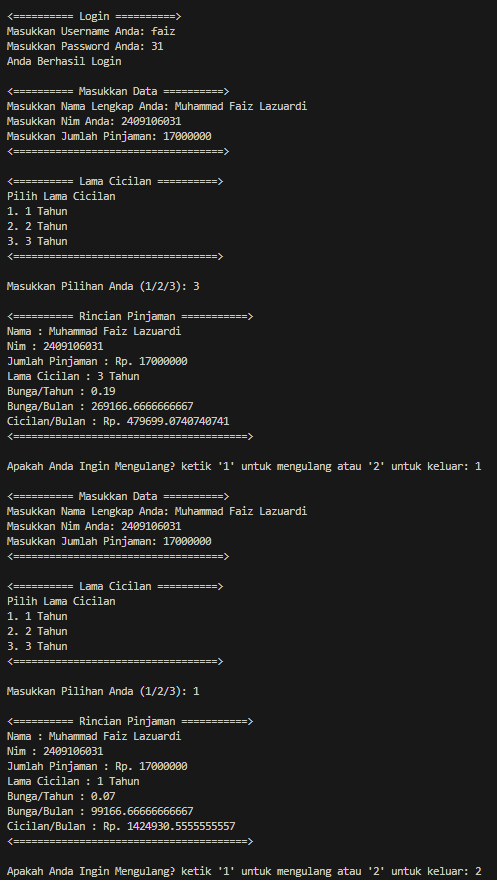 <========== Login ==========>
Masukkan Username Anda: faiz
Masukkan Password Anda: 31
Anda Berhasil Login
<========== Masukkan Data ==========>
Masukkan Nama Lengkap Anda: Muhammad Faiz Lazuardi
Masukkan Nim Anda: 2409106031
Masukkan Jumlah Pinjaman: 17000000
<===================================>
<========== Lama Cicilan ==========>
Pilih Lama Cicilan
1. 1 Tahun
2. 2 Tahun
3. 3 Tahun
<==================================>
Masukkan Pilihan Anda (1/2/3): 3
<========== Rincian Pinjaman ===========>
Nama : Muhammad Faiz Lazuardi
Nim : 2409106031
Jumlah Pinjaman : Rp. 17000000
Lama Cicilan : 3 Tahun
Bunga/Tahun : 0.19
Bunga/Bulan : 269166.6666666667
Cicilan/Bulan : Rp. 479699.0740740741
<=======================================>
Apakah Anda Ingin Mengulang? ketik '1' untuk mengulang atau '2' untuk keluar: 1
<========== Masukkan Data ==========>
Masukkan Nama Lengkap Anda: Muhammad Faiz Lazuardi
Masukkan Nim Anda: 2409106031
Masukkan Jumlah Pinjaman: 17000000
<===================================>
<========== Lama Cicilan ==========>
Pilih Lama Cicilan
1. 1 Tahun
2. 2 Tahun
3. 3 Tahun
<==================================>
Masukkan Pilihan Anda (1/2/3): 1
<========== Rincian Pinjaman ===========>
Nama : Muhammad Faiz Lazuardi
Nim : 2409106031
Jumlah Pinjaman : Rp. 17000000
Lama Cicilan : 1 Tahun
Bunga/Tahun : 0.07
Bunga/Bulan : 99166.66666666667
Cicilan/Bulan : Rp. 1424930.5555555557
<=======================================>
Apakah Anda Ingin Mengulang? ketik '1' untuk mengulang atau '2' untuk keluar: 2